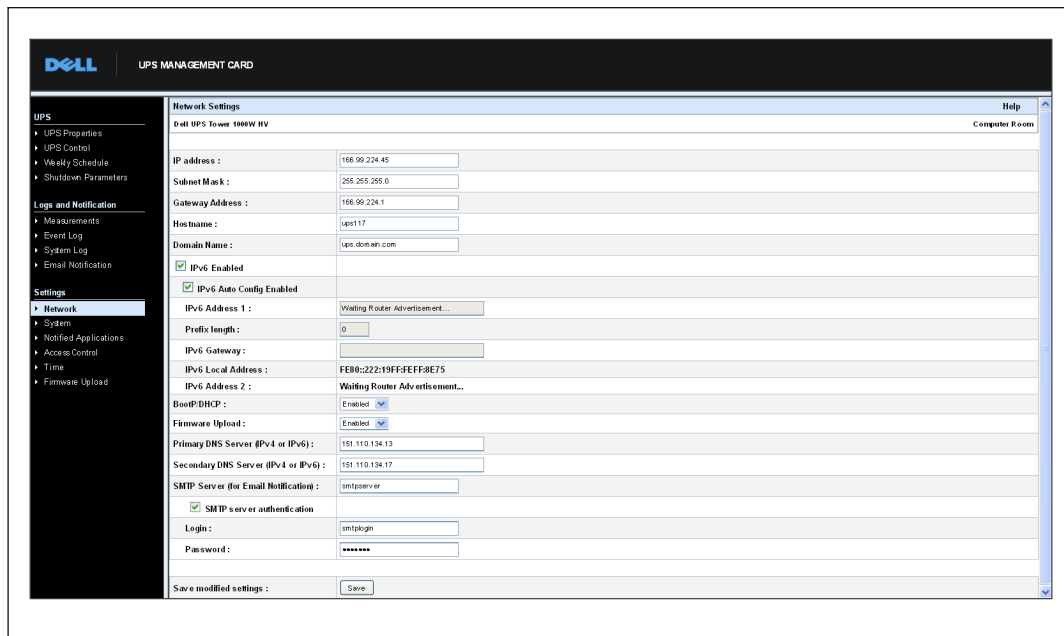 DELL
UPS MANAGEMENT CARD
UPS
UPS Properties
UPS Control
Weekly Schedule
Shutdown Parameters
Logs and Notification
Measurements
Event Log
System Log
Email Notification
Settings
Network
System
Notified Applications
Access Control
Time
Firmware Upload
Network Settings Help
Dell UPS Tower 1000W HV Computer Room
IP address : 166.99.224.45
Subnet Mask : 255.255.255.0
Gateway Address : 166.99.224.1
Hostname : ups117
Domain Name : ups.domain.com
IPv6 Enabled
IPv6 Auto Config Enabled
IPv6 Address 1 : Waiting Router Advertisement...
Prefix length : 0
IPv6 Gateway :
IPv6 Local Address : FE80::222:19FF:FEFF:8E75
IPv6 Address 2 : Waiting Router Advertisement...
BootP/DHCP : Enabled
Firmware Upload : Enabled
Primary DNS Server (IPv4 or IPv6) : 151.110.134.13
Secondary DNS Server (IPv4 or IPv6) : 151.110.134.17
SMTP Server (for Email Notification) : smtpserver
SMTP server authentication
Login : smtplogin
Password : •••••••
Save modified settings : Save